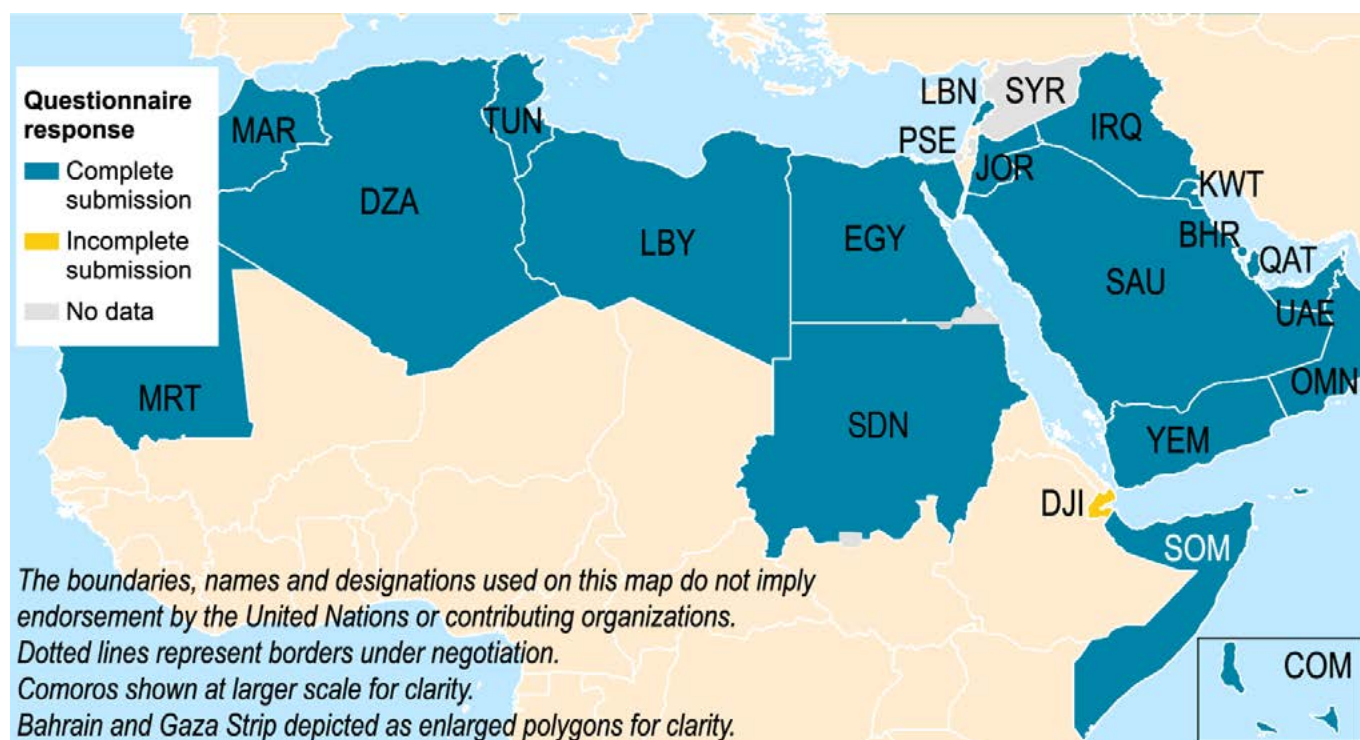 Questionnaire
response
Complete
submission
Incomplete
submission
No data
MAR
DZA
TUN
LBY
EGY
LBN
SYR
PSE
JOR
IRQ
KWT
BHR
QAT
SAU
UAE
OMN
YEM
MRT
SDN
DJI
SOM
COM
The boundaries, names and designations used on this map do not imply
endorsement by the United Nations or contributing organizations.
Dotted lines represent borders under negotiation.
Comoros shown at larger scale for clarity.
Bahrain and Gaza Strip depicted as enlarged polygons for clarity.